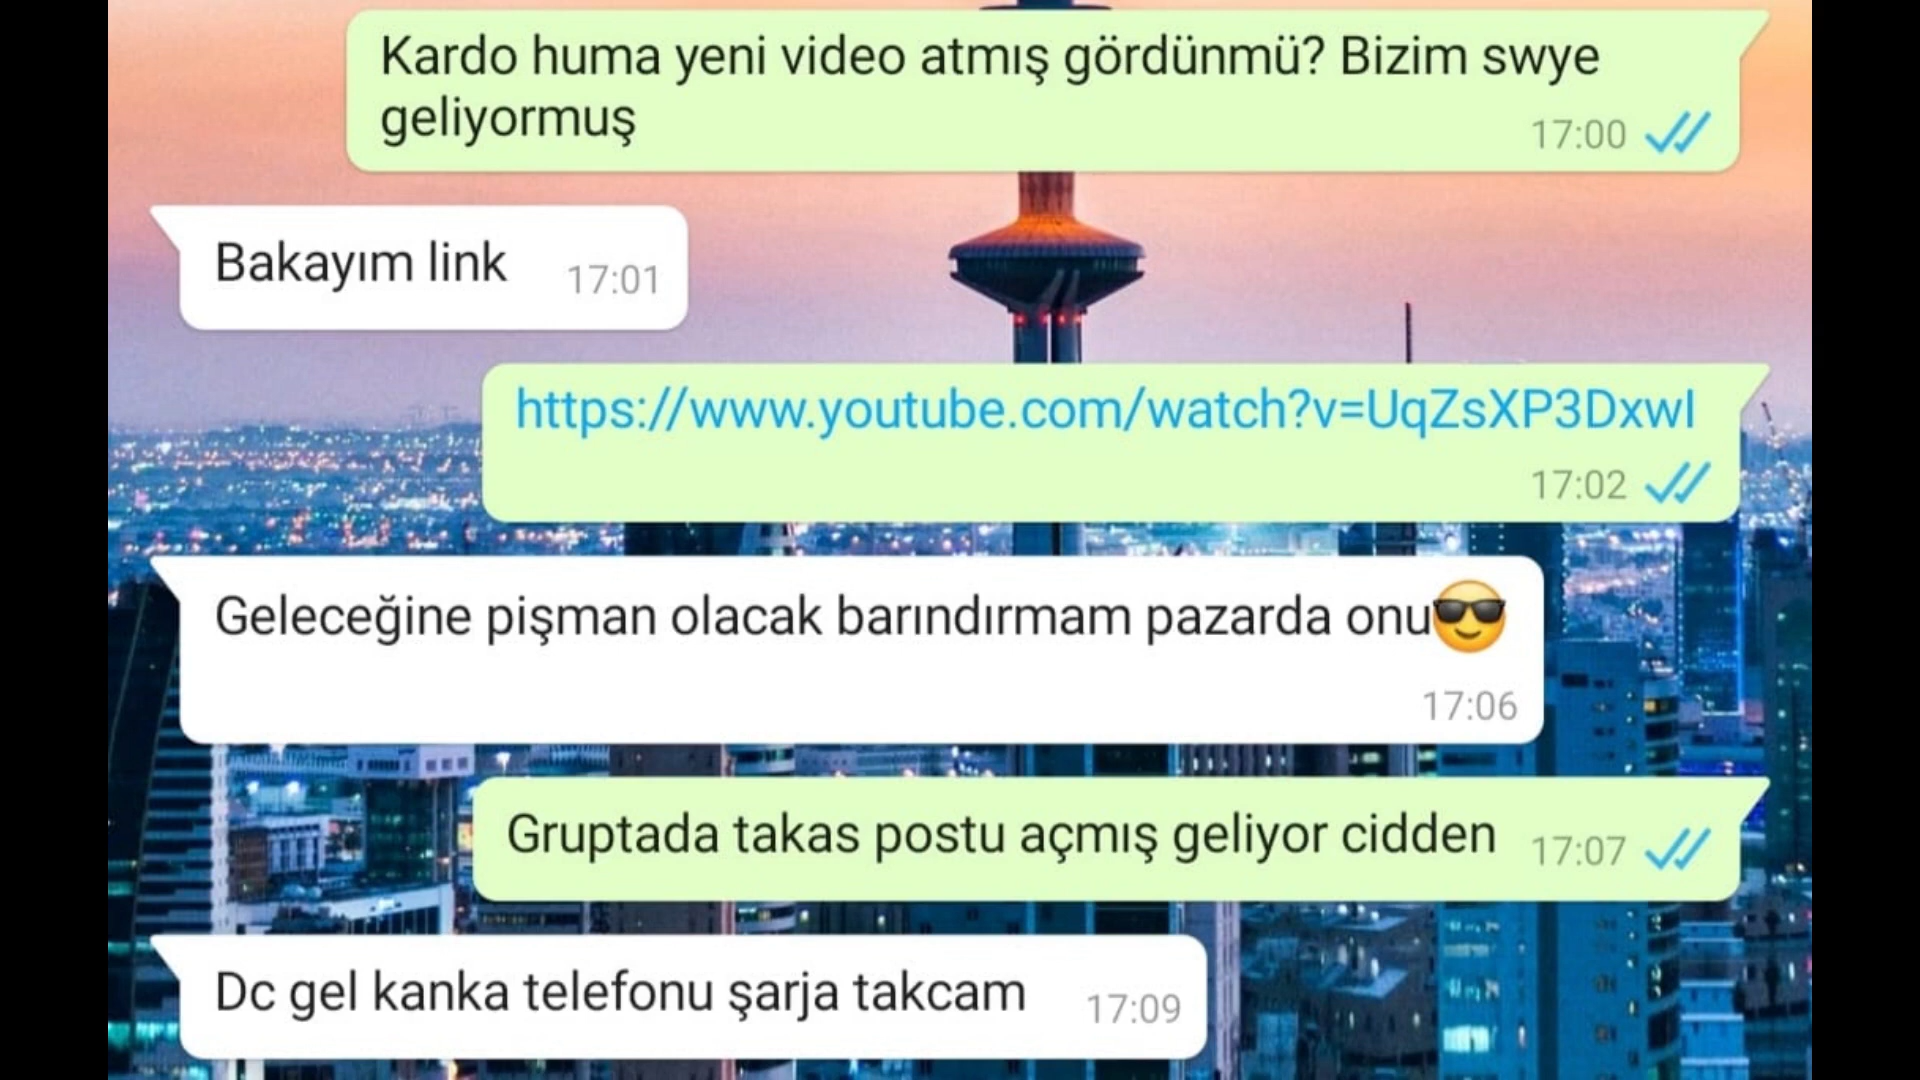 Kardo huma yeni video atmış gördünmü? Bizim swye
geliyormuş
17:00
Bakayım link
17:01
https://www.youtube.com/watch?v=UqZsXP3DxwI
17:02
Geleceğine pişman olacak barındırmam pazarda onu😎
17:06
Gruptada takas postu açmış geliyor cidden
17:07
Dc gel kanka telefonu şarja takcam
17:09